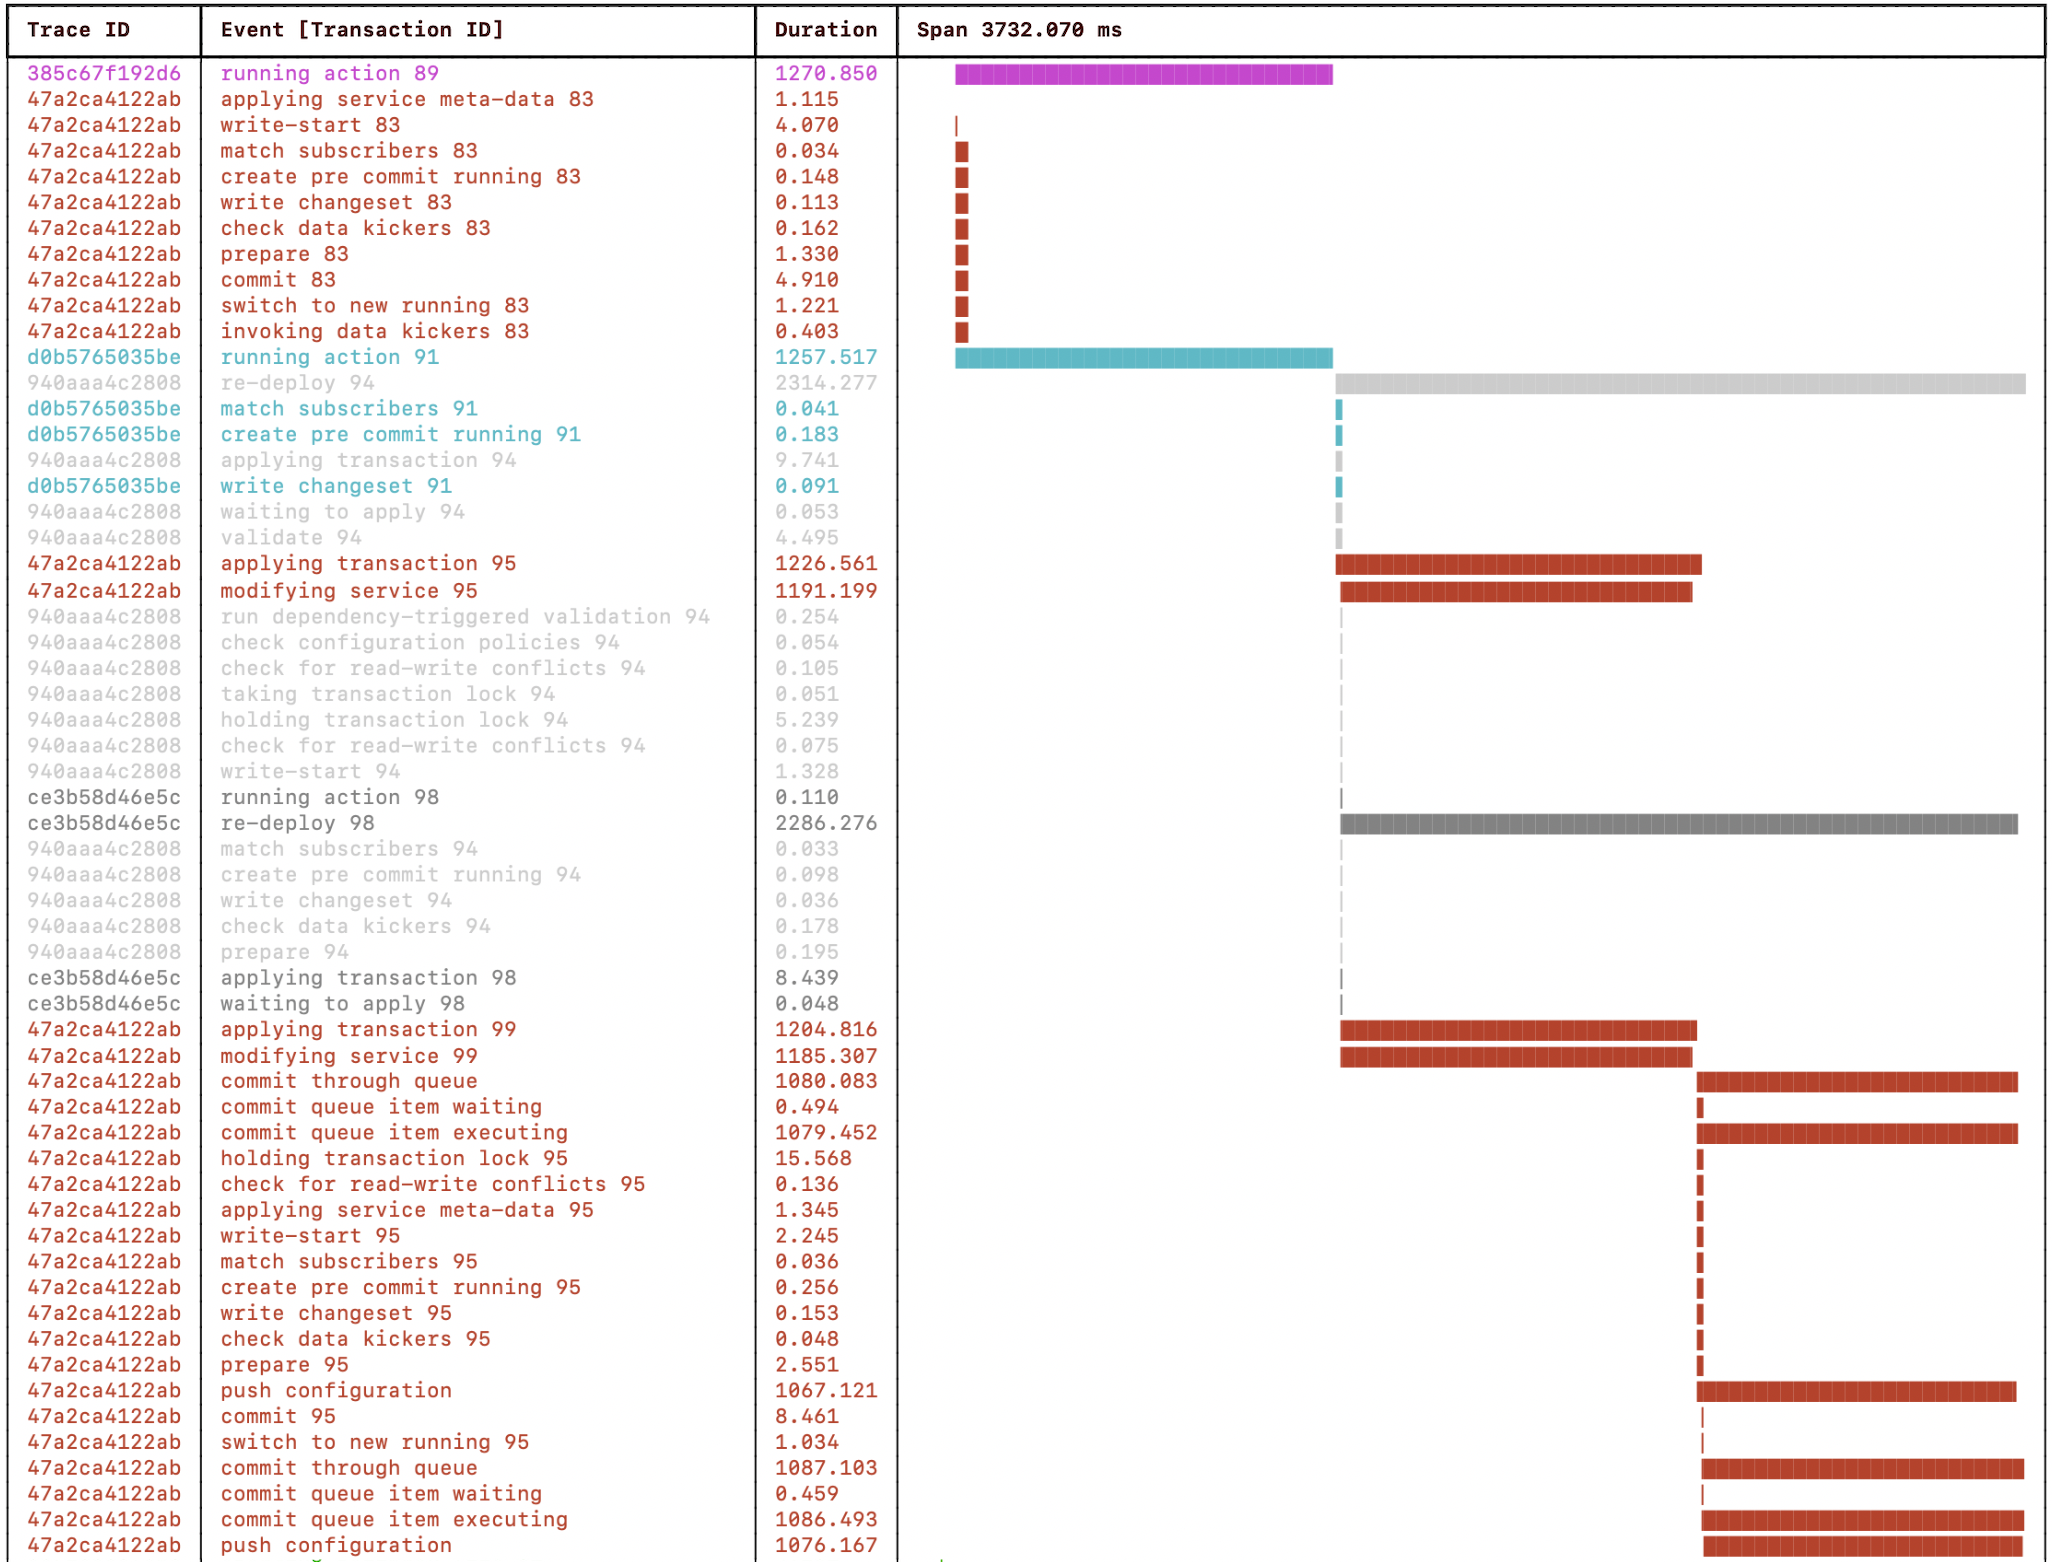 Trace ID Event [Transaction ID] Duration Span 3732.070 ms
385c67f192d6 running action 89 1270.850
47a2ca4122ab applying service meta-data 83 1.115
47a2ca4122ab write-start 83 4.070
47a2ca4122ab match subscribers 83 0.034
47a2ca4122ab create pre commit running 83 0.148
47a2ca4122ab write changeset 83 0.113
47a2ca4122ab check data kickers 83 0.162
47a2ca4122ab prepare 83 1.330
47a2ca4122ab commit 83 4.910
47a2ca4122ab switch to new running 83 1.221
47a2ca4122ab invoking data kickers 83 0.403
d0b5765035be running action 91 1257.517
940aaa4c2808 re-deploy 94 2314.277
d0b5765035be match subscribers 91 0.041
d0b5765035be create pre commit running 91 0.183
940aaa4c2808 applying transaction 94 9.741
d0b5765035be write changeset 91 0.091
940aaa4c2808 waiting to apply 94 0.053
940aaa4c2808 validate 94 4.495
47a2ca4122ab applying transaction 95 1226.561
47a2ca4122ab modifying service 95 1191.199
940aaa4c2808 run dependency-triggered validation 94 0.254
940aaa4c2808 check configuration policies 94 0.054
940aaa4c2808 check for read-write conflicts 94 0.105
940aaa4c2808 taking transaction lock 94 0.051
940aaa4c2808 holding transaction lock 94 5.239
940aaa4c2808 check for read-write conflicts 94 0.075
940aaa4c2808 write-start 94 1.328
ce3b58d46e5c running action 98 0.110
ce3b58d46e5c re-deploy 98 2286.276
940aaa4c2808 match subscribers 94 0.033
940aaa4c2808 create pre commit running 94 0.098
940aaa4c2808 write changeset 94 0.036
940aaa4c2808 check data kickers 94 0.178
940aaa4c2808 prepare 94 0.195
ce3b58d46e5c applying transaction 98 8.439
ce3b58d46e5c waiting to apply 98 0.048
47a2ca4122ab applying transaction 99 1204.816
47a2ca4122ab modifying service 99 1185.307
47a2ca4122ab commit through queue 1080.083
47a2ca4122ab commit queue item waiting 0.494
47a2ca4122ab commit queue item executing 1079.452
47a2ca4122ab holding transaction lock 95 15.568
47a2ca4122ab check for read-write conflicts 95 0.136
47a2ca4122ab applying service meta-data 95 1.345
47a2ca4122ab write-start 95 2.245
47a2ca4122ab match subscribers 95 0.036
47a2ca4122ab create pre commit running 95 0.256
47a2ca4122ab write changeset 95 0.153
47a2ca4122ab check data kickers 95 0.048
47a2ca4122ab prepare 95 2.551
47a2ca4122ab push configuration 1067.121
47a2ca4122ab commit 95 8.461
47a2ca4122ab switch to new running 95 1.034
47a2ca4122ab commit through queue 1087.103
47a2ca4122ab commit queue item waiting 0.459
47a2ca4122ab commit queue item executing 1086.493
47a2ca4122ab push configuration 1076.167